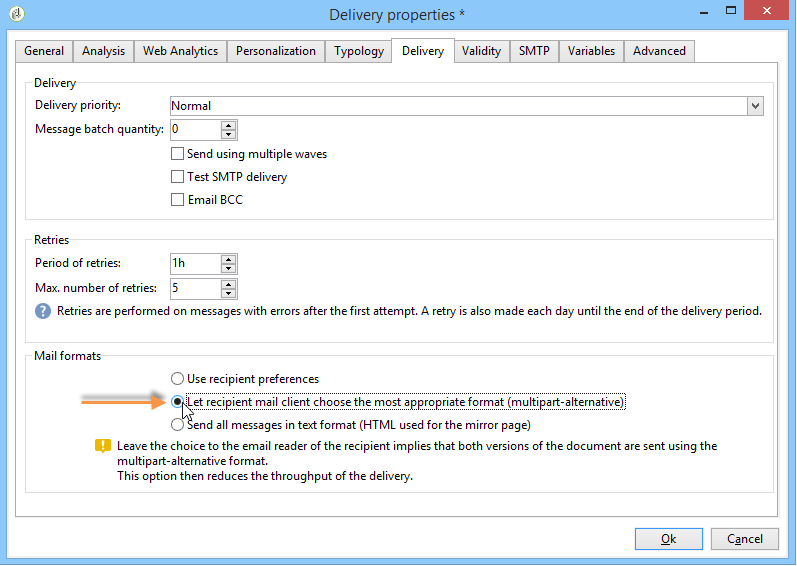 Delivery properties *
General Analysis Web Analytics Personalization Typology Delivery Validity SMTP Variables Advanced
Delivery
Delivery priority: Normal
Message batch quantity: 0
Send using multiple waves
Test SMTP delivery
Email BCC
Retries
Period of retries: 1h
Max. number of retries: 5
? Retries are performed on messages with errors after the first attempt. A retry is also made each day until the end of the delivery period.
Mail formats
Use recipient preferences
Let recipient mail client choose the most appropriate format (multipart-alternative)
Send all messages in text format (HTML used for the mirror page)
! Leave the choice to the email reader of the recipient implies that both versions of the document are sent using the
multipart-alternative format.
This option then reduces the throughput of the delivery.
Ok Cancel